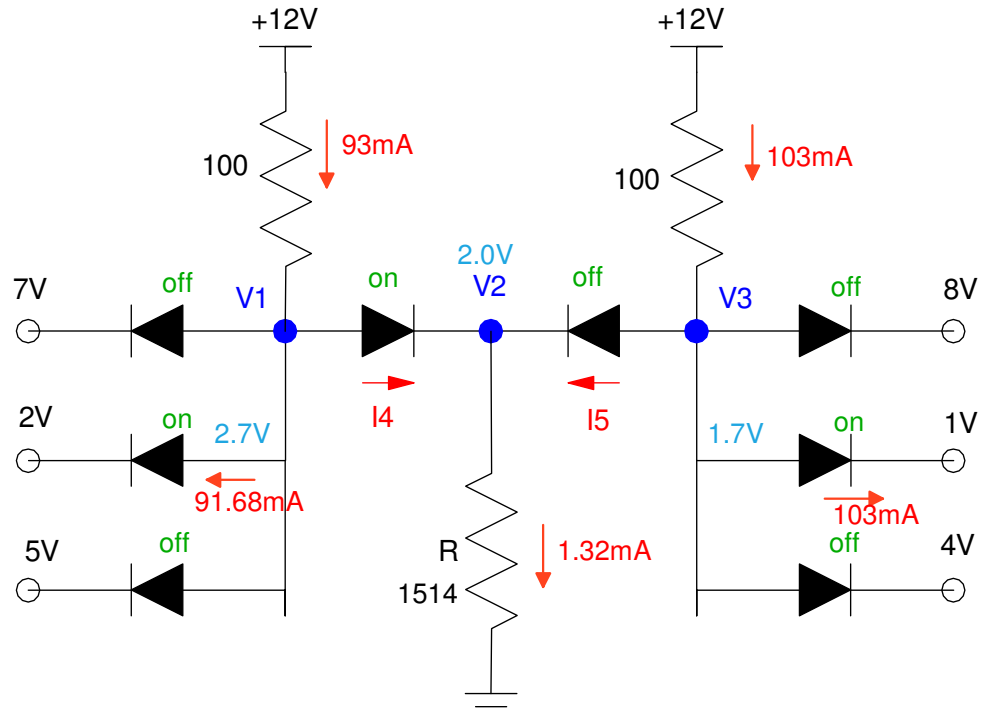 +12V
+12V
100
93mA
100
103mA
7V
off
V1
on
2.0V
V2
off
V3
off
8V
I4
I5
2V
on
2.7V
1.7V
on
1V
91.68mA
103mA
5V
off
R
1514
1.32mA
off
4V